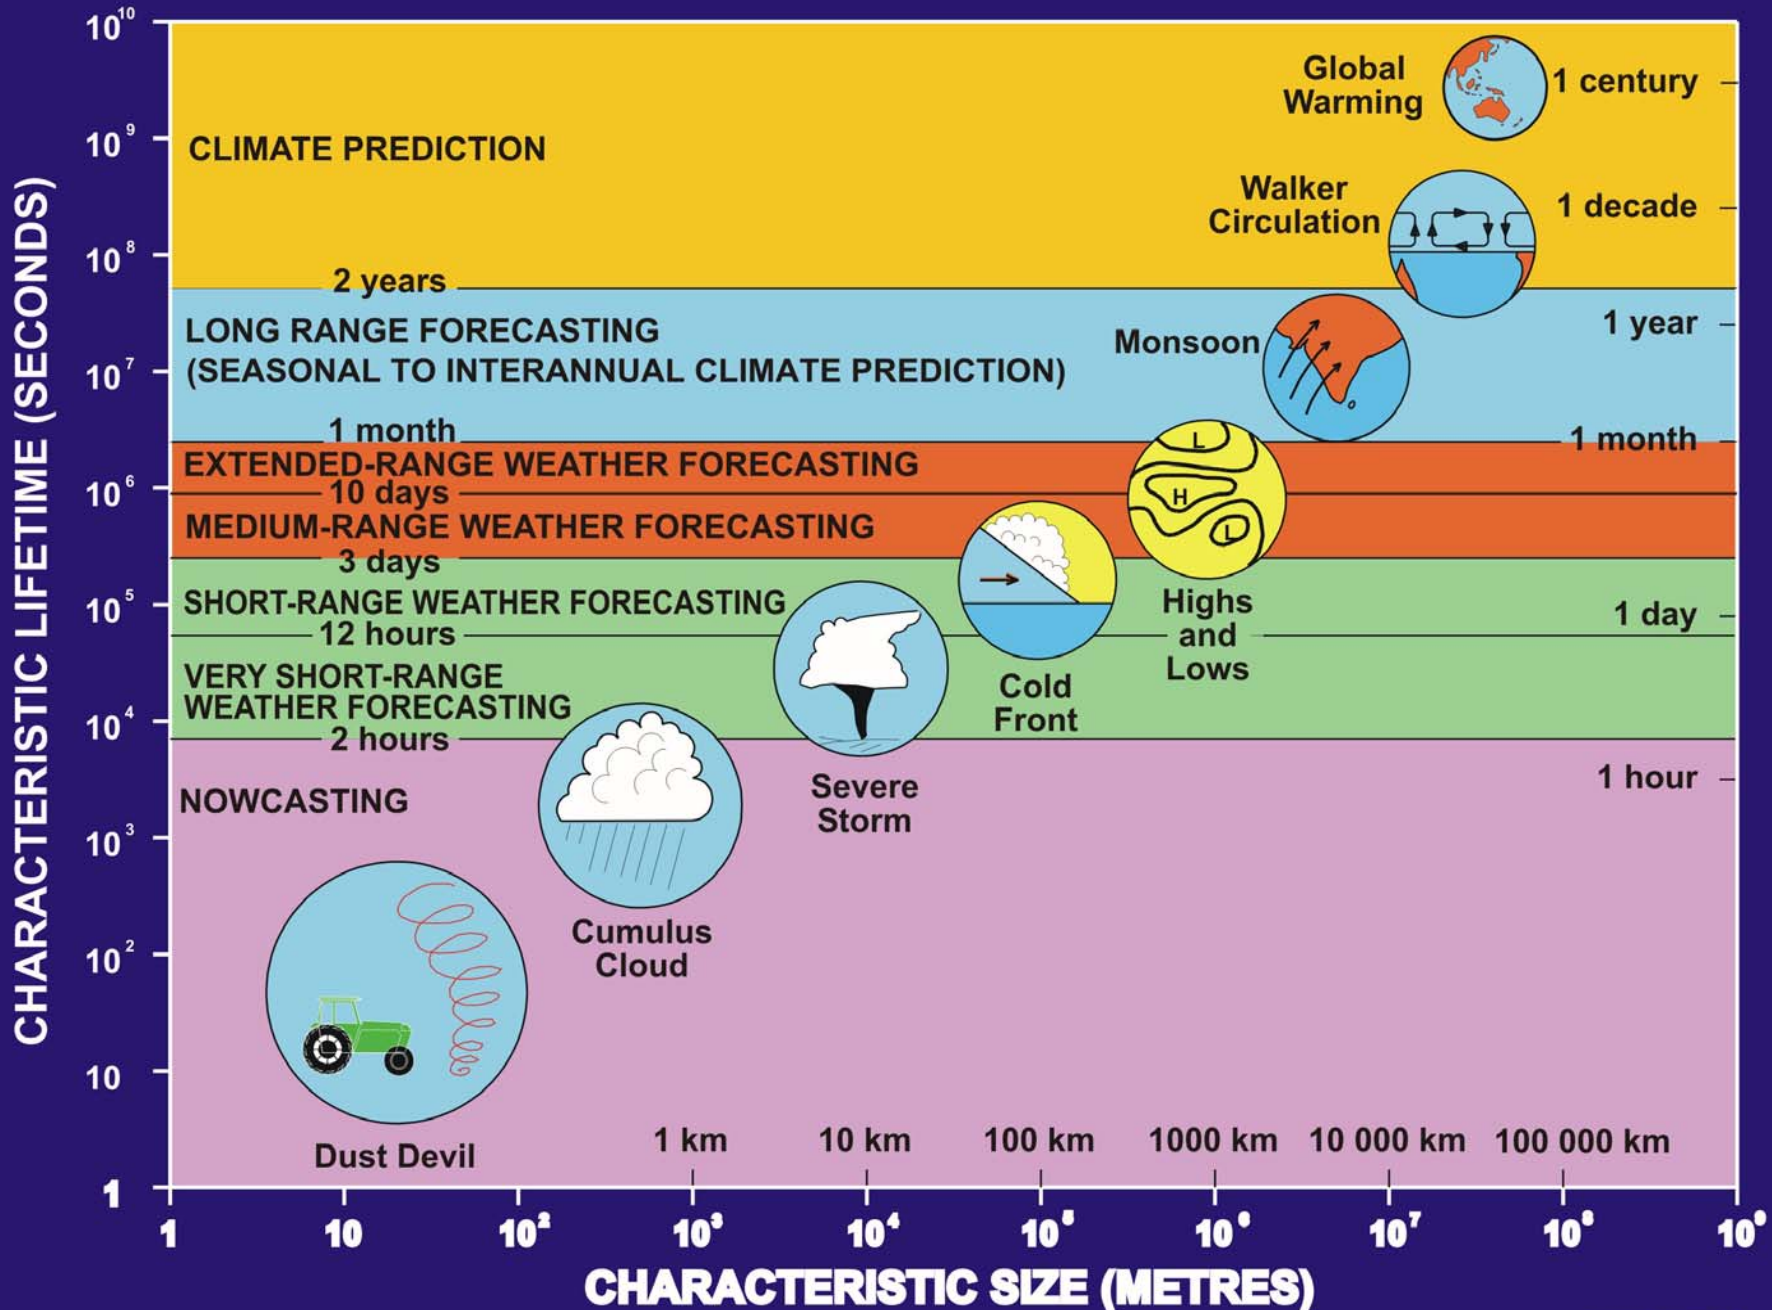 10¹⁰
10⁹
10⁸
10⁷
10⁶
10⁵
10⁴
10³
10²
10
1
CHARACTERISTIC LIFETIME (SECONDS)
Global
Warming
1 century
CLIMATE PREDICTION
Walker
Circulation
1 decade
2 years
LONG RANGE FORECASTING
(SEASONAL TO INTERANNUAL CLIMATE PREDICTION)
Monsoon
1 year
1 month
1 month
EXTENDED-RANGE WEATHER FORECASTING
10 days
L
H
L
MEDIUM-RANGE WEATHER FORECASTING
3 days
SHORT-RANGE WEATHER FORECASTING
12 hours
Highs
and
Lows
1 day
VERY SHORT-RANGE
WEATHER FORECASTING
2 hours
Cold
Front
NOWCASTING
Severe
Storm
1 hour
Cumulus
Cloud
Dust Devil
1 km 10 km 100 km 1000 km 10 000 km 100 000 km
1 10 10² 10³ 10⁴ 10⁵ 10⁶ 10⁷ 10⁸ 10⁹
CHARACTERISTIC SIZE (METRES)